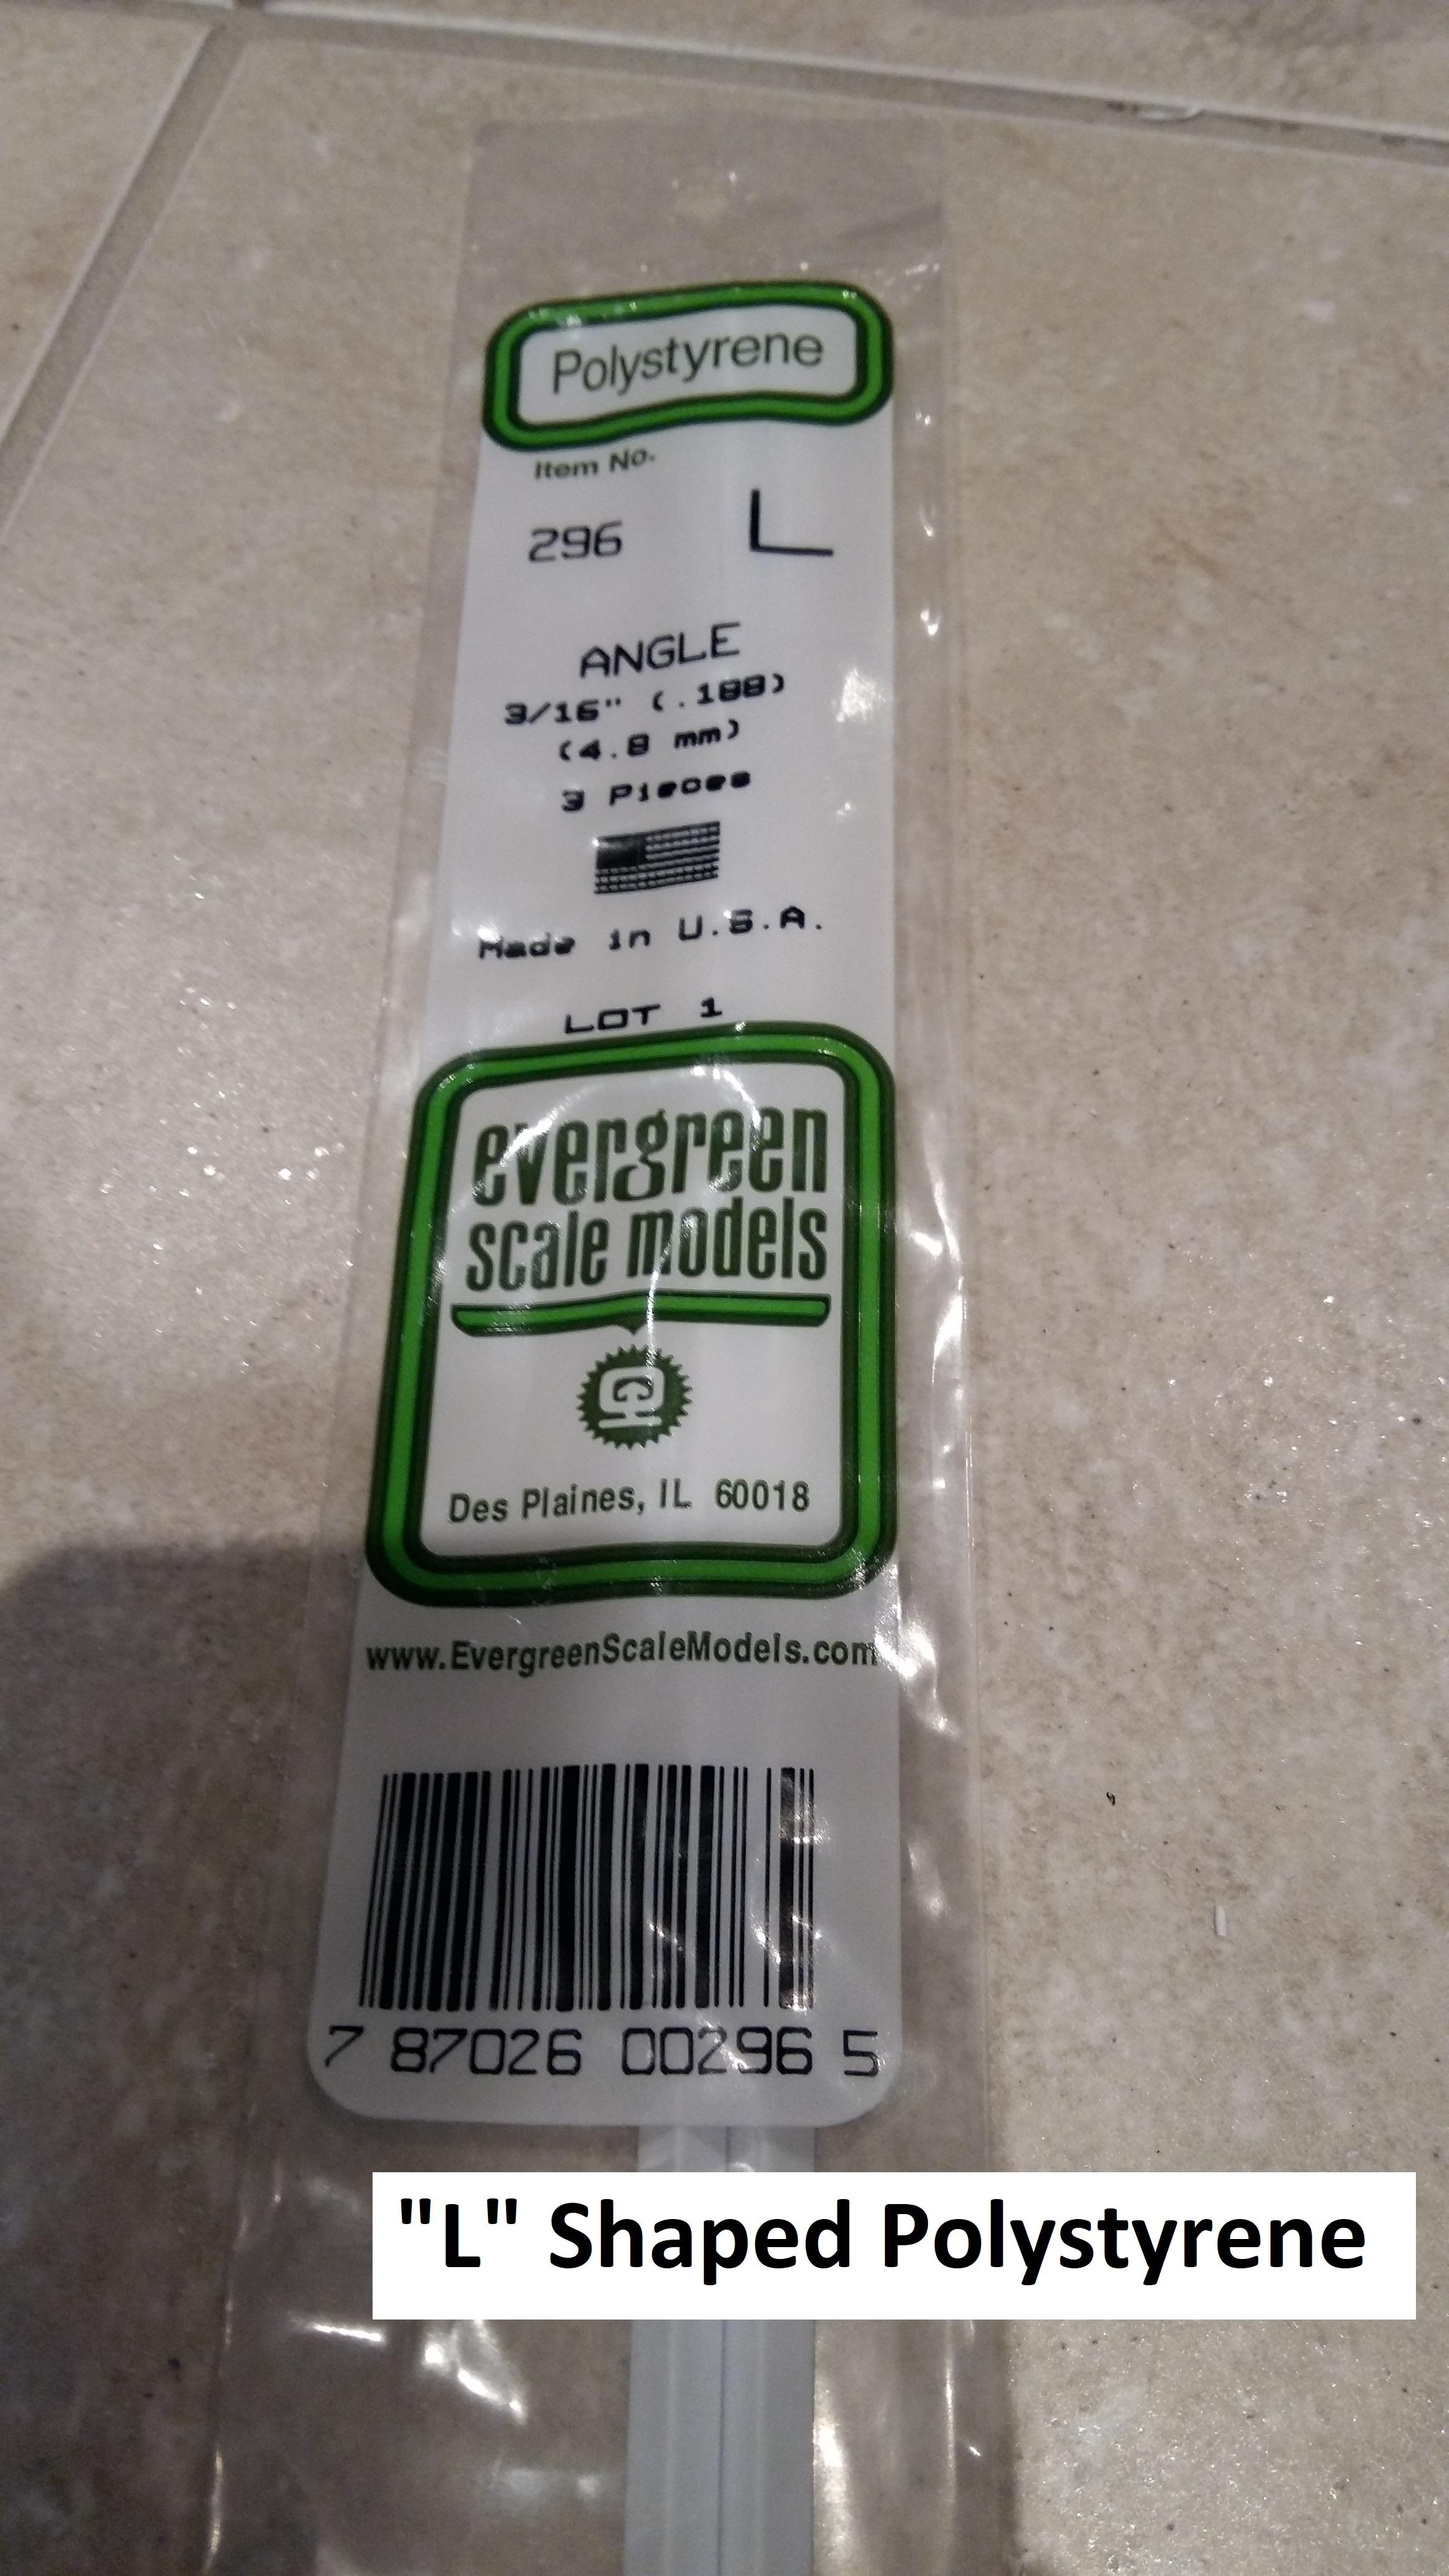 Polystyrene
Item No.
296 L
ANGLE
3/16" (.188)
(4.8 mm)
3 Pieces
Made in U.S.A.
LOT 1
evergreen
scale models
Des Plaines, IL 60018
www.EvergreenScaleModels.com
7 87026 00296 5
"L" Shaped Polystyrene